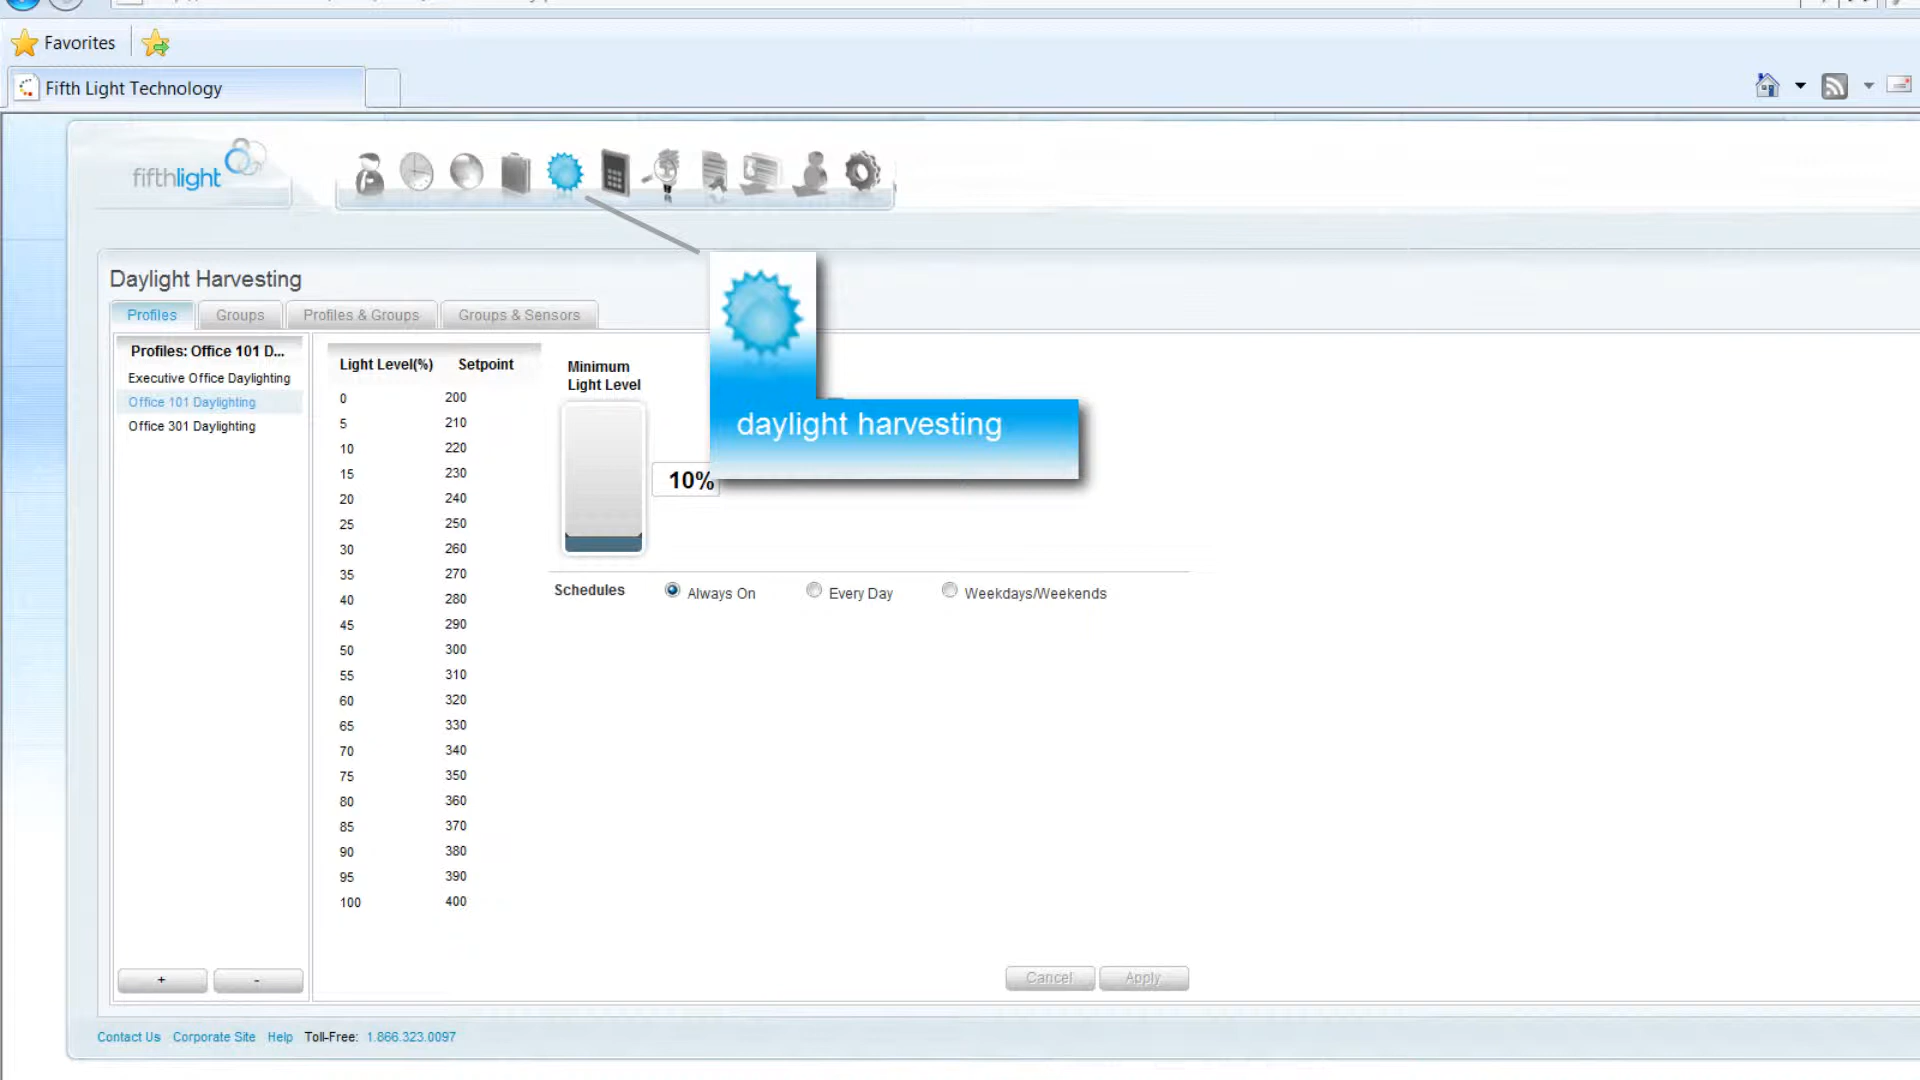 Favorites
Fifth Light Technology
fifthlight
Daylight Harvesting
Profiles Groups Profiles & Groups Groups & Sensors
Profiles: Office 101 D...
Executive Office Daylighting
Office 101 Daylighting
Office 301 Daylighting
Light Level(%) Setpoint
0 200
5 210
10 220
15 230
20 240
25 250
30 260
35 270
40 280
45 290
50 300
55 310
60 320
65 330
70 340
75 350
80 360
85 370
90 380
95 390
100 400
Minimum
Light Level
10%
daylight harvesting
Schedules Always On Every Day Weekdays/Weekends
+ -
Cancel Apply
Contact Us Corporate Site Help Toll-Free: 1.866.323.0097